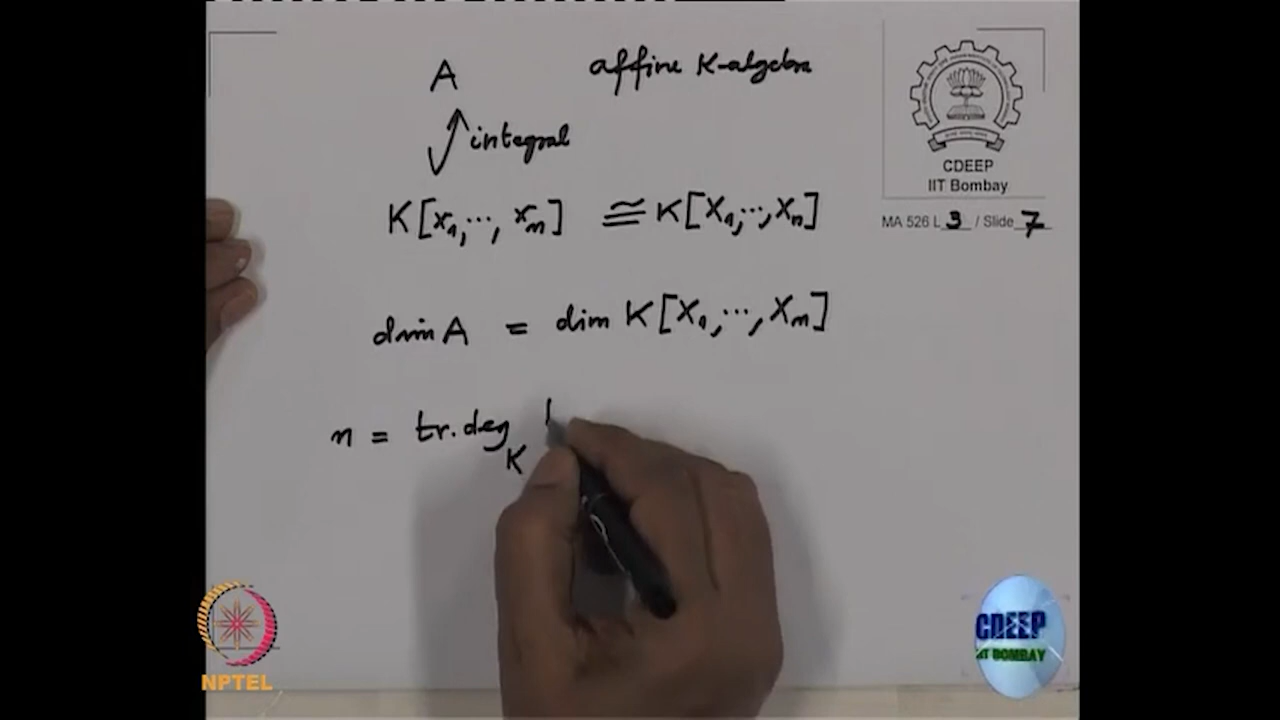 A affine K-algebra
integral
K[x₁,⋯, xₙ] ≅ K[X₁,⋯,Xₙ]
dim A = dim K[X₁,⋯,Xₙ]
n = tr.deg K
CDEEP
IIT Bombay
MA 526 L 3 / Slide 7
NPTEL
CDEEP
IIT BOMBAY